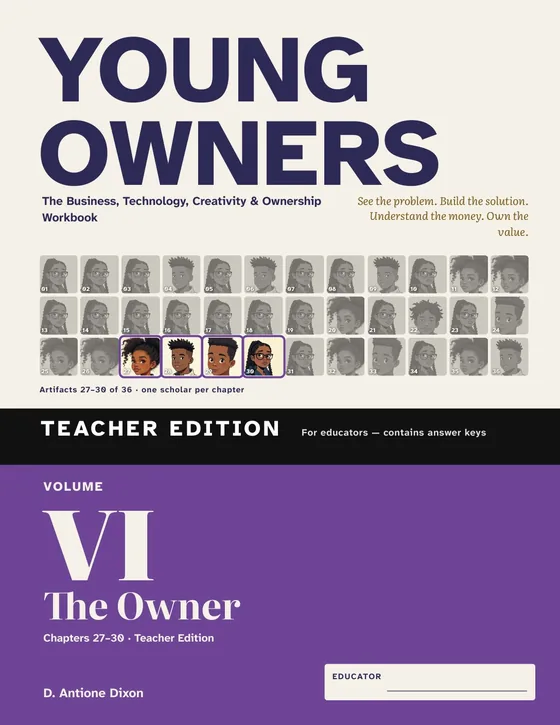 YOUNG
OWNERS
The Business, Technology, Creativity & Ownership
Workbook
See the problem. Build the solution.
Understand the money. Own the
value.
01 02 03 04 05 06 07 08 09 10 11 12
13 14 15 16 17 18 19 20 21 22 23 24
25 26 27 28 29 30 31 32 33 34 35 36
Artifacts 27–30 of 36 · one scholar per chapter
TEACHER EDITION
For educators — contains answer keys
VOLUME
VI
The Owner
Chapters 27–30 · Teacher Edition
EDUCATOR
D. Antione Dixon